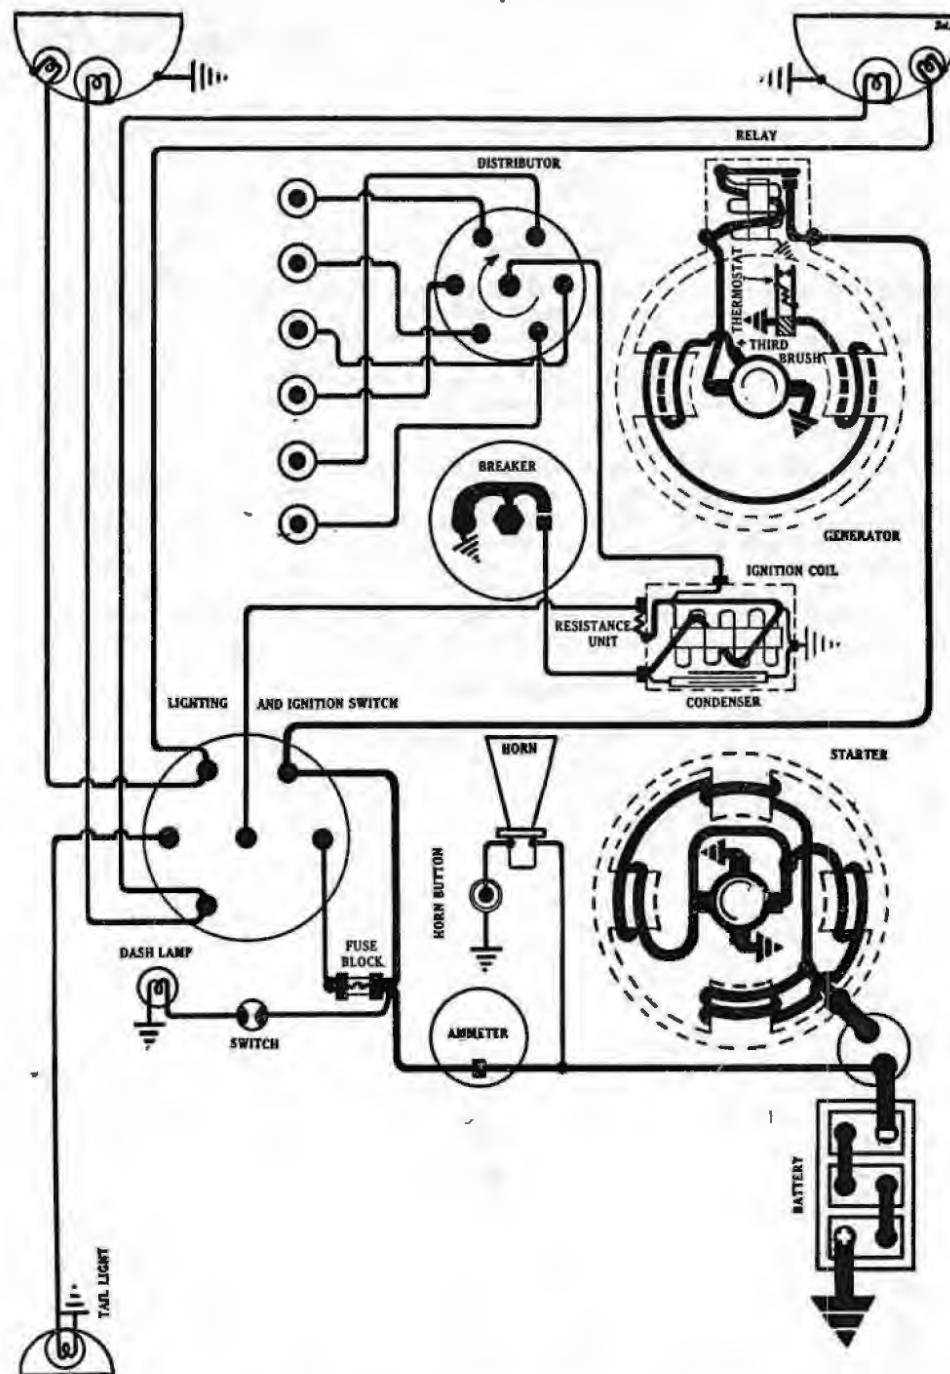 RELAY
DISTRIBUTOR
THERMOSTAT
+ THIRD
BRUSH
BREAKER
GENERATOR
IGNITION COIL
RESISTANCE
UNIT
CONDENSER
LIGHTING AND IGNITION SWITCH
HORN
STARTER
HORN BUTTON
FUSE
BLOCK
DASH LAMP
SWITCH
AMMETER
BATTERY
TAIL LIGHT